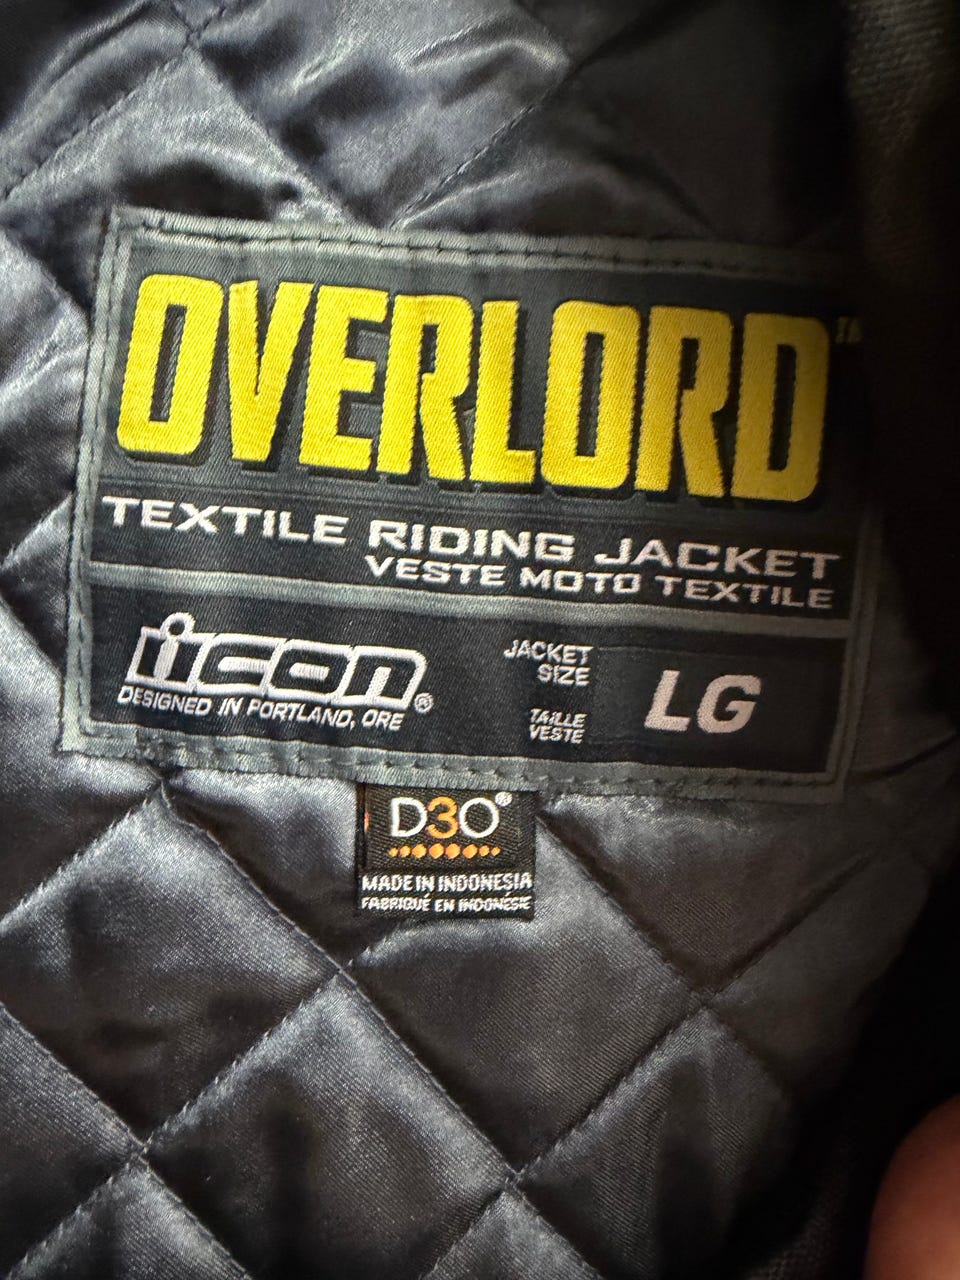 OVERLORD™
TEXTILE RIDING JACKET
VESTE MOTO TEXTILE
icon®
DESIGNED IN PORTLAND, ORE
JACKET
SIZE
TAILLE
VESTE
LG
D3O®
MADE IN INDONESIA
FABRIQUÉ EN INDONÉSIE